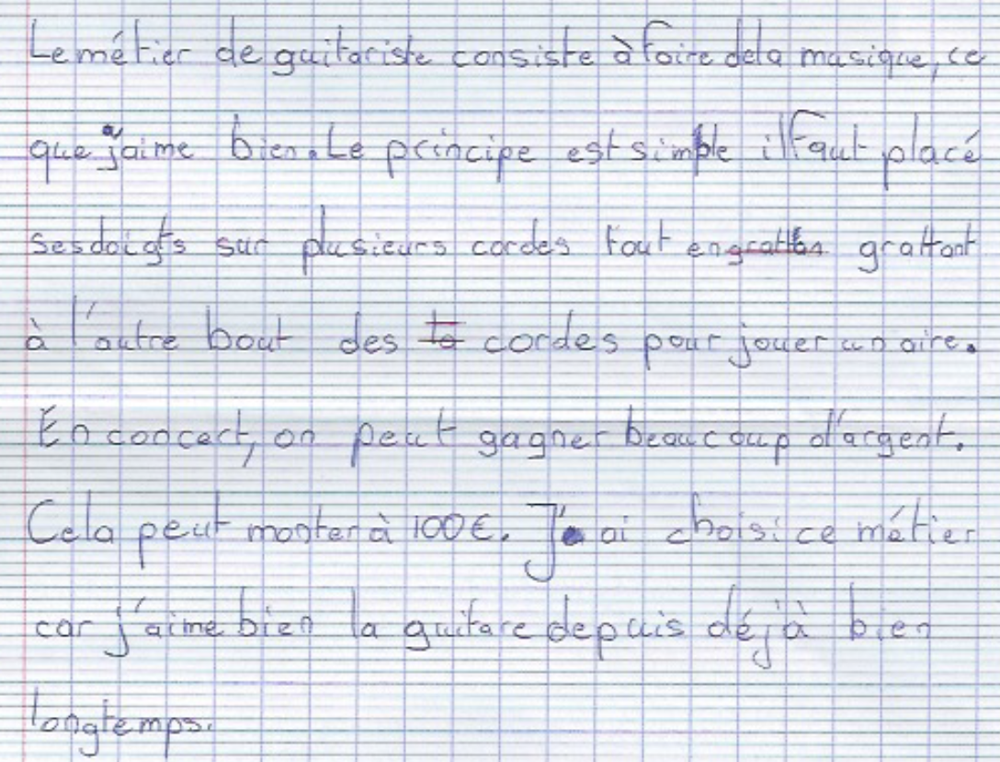 Le métier de guitariste consiste à faire de la musique, ce
que j'aime bien. Le principe est simple il faut placé
ses doigts sur plusieurs cordes tout en grattant
à l'autre bout des cordes pour jouer un aire.
En concert, on peut gagner beaucoup d'argent.
Cela peut monter à 100€. J'ai choisi ce métier
car j'aime bien la guitare depuis déjà bien
longtemps.